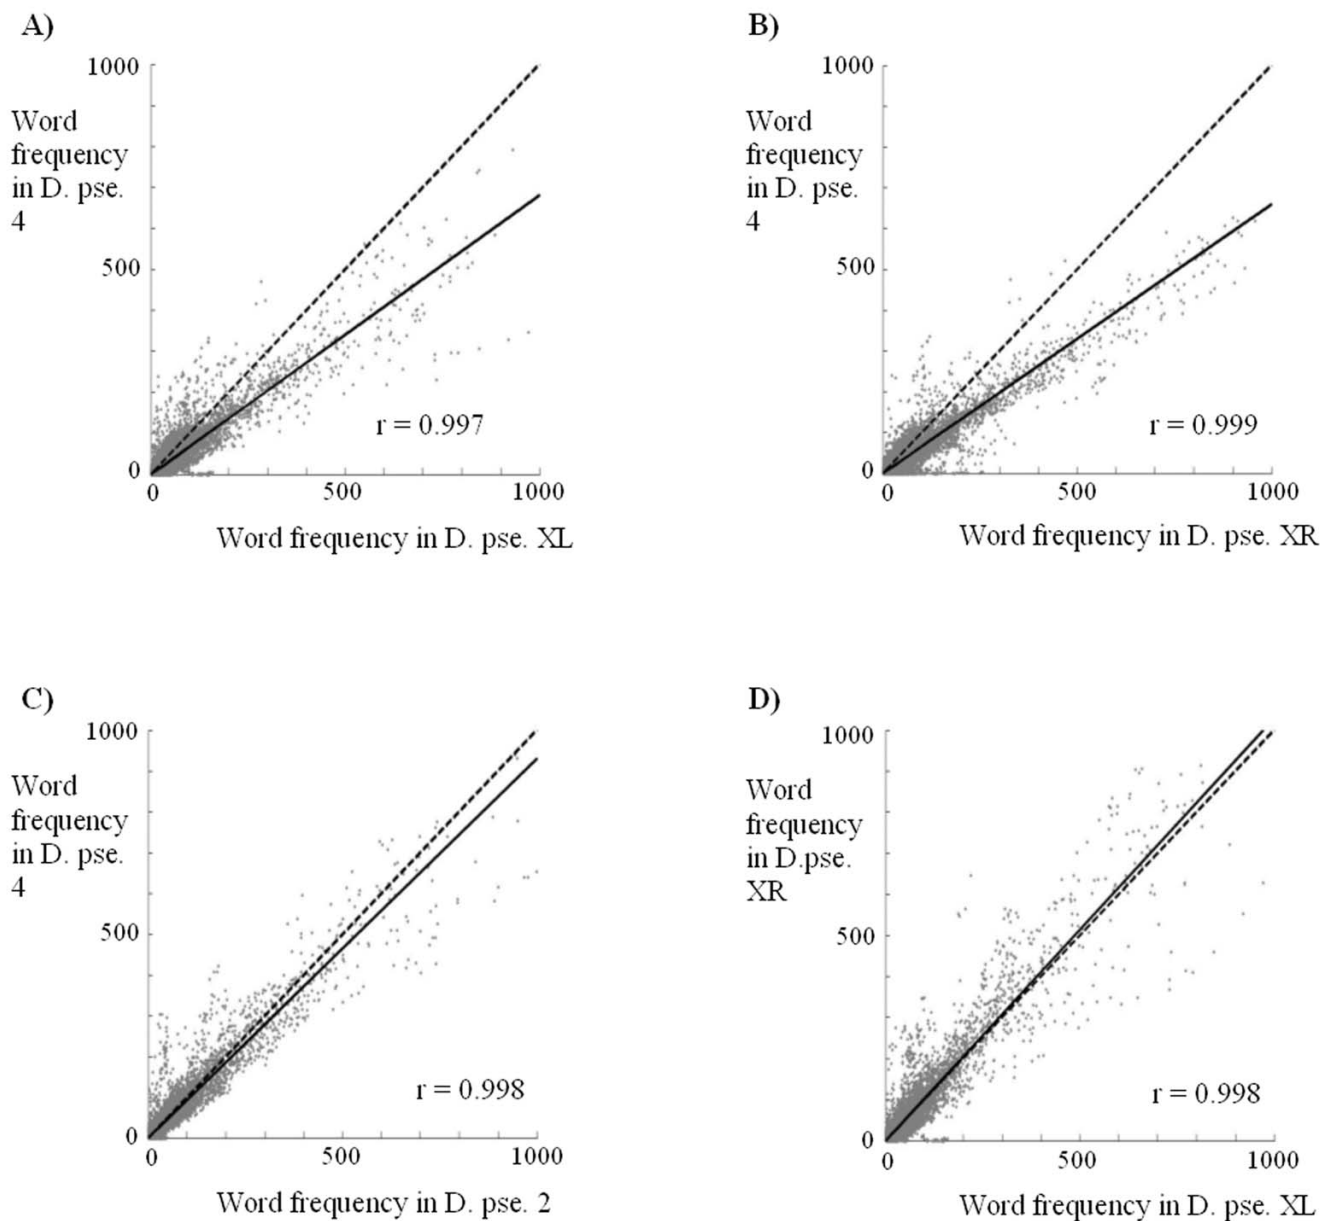 A)
1000
Word
frequency
in D. pse.
4
500
0
r = 0.997
0 500 1000
Word frequency in D. pse. XL
B)
1000
Word
frequency
in D. pse.
4
500
0
r = 0.999
0 500 1000
Word frequency in D. pse. XR
C)
1000
Word
frequency
in D. pse.
4
500
0
r = 0.998
0 500 1000
Word frequency in D. pse. 2
D)
1000
Word
frequency
in D.pse.
XR
500
0
r = 0.998
0 500 1000
Word frequency in D. pse. XL